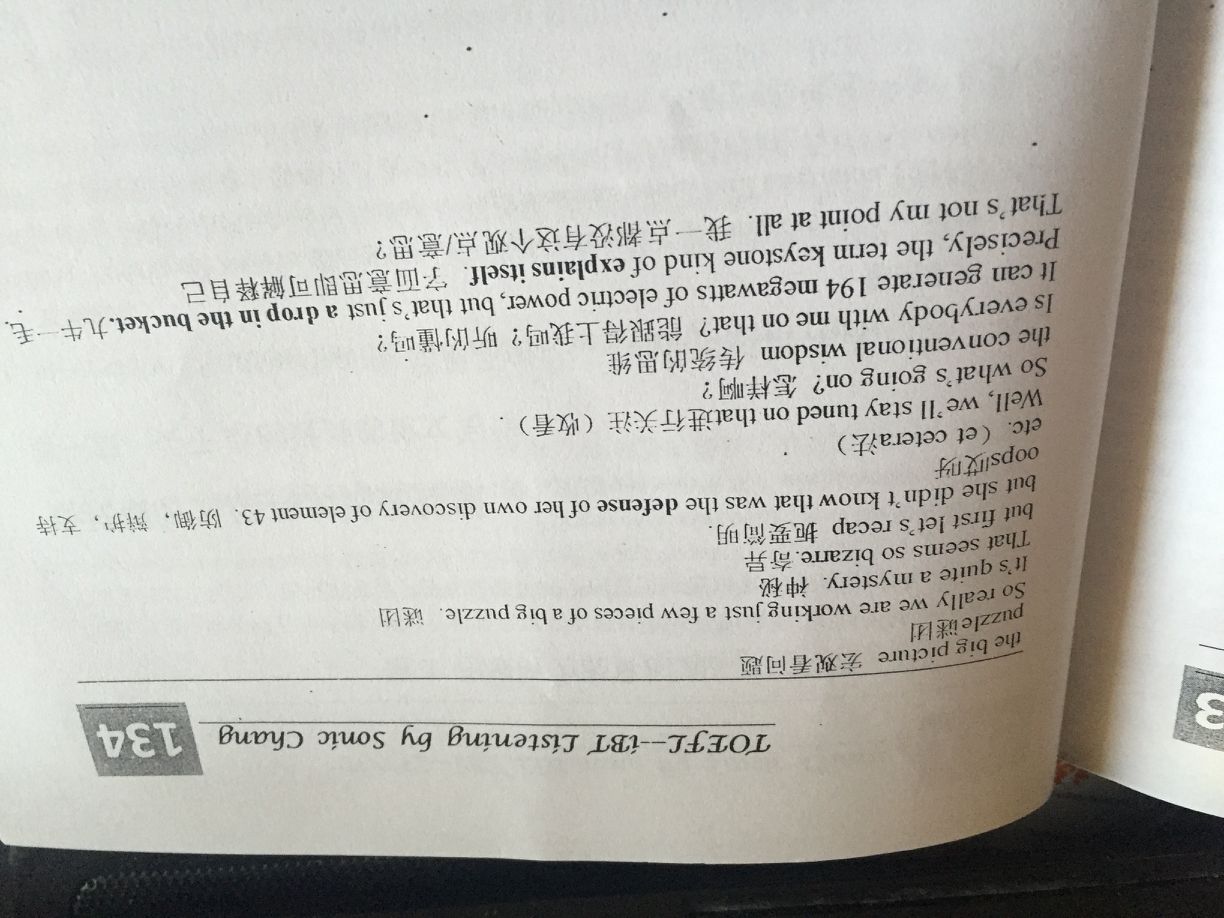 TOEFL---iBT Listening by Sonic Chang 134
the big picture 宏观看问题
puzzle谜团
So really we are working just a few pieces of a big puzzle. 谜团
It's quite a mystery. 神秘
That seems so bizarre.奇异
but first let's recap 扼要简明.
but she didn't know that was the defense of her own discovery of element 43. 防御，辩护，支持
oops!哎呀
etc.（et cetera法）
Well, we'll stay tuned on that进行关注（收看）.
So what's going on? 怎样啊?
the conventional wisdom 传统的思维
Is everybody with me on that? 能跟得上我吗? 听的懂吗?
It can generate 194 megawatts of electric power, but that's just a drop in the bucket.九牛一毛.
Precisely, the term keystone kind of explains itself. 字面意思即可解释自己
That's not my point at all. 我一点都没有这个观点/意思?
3